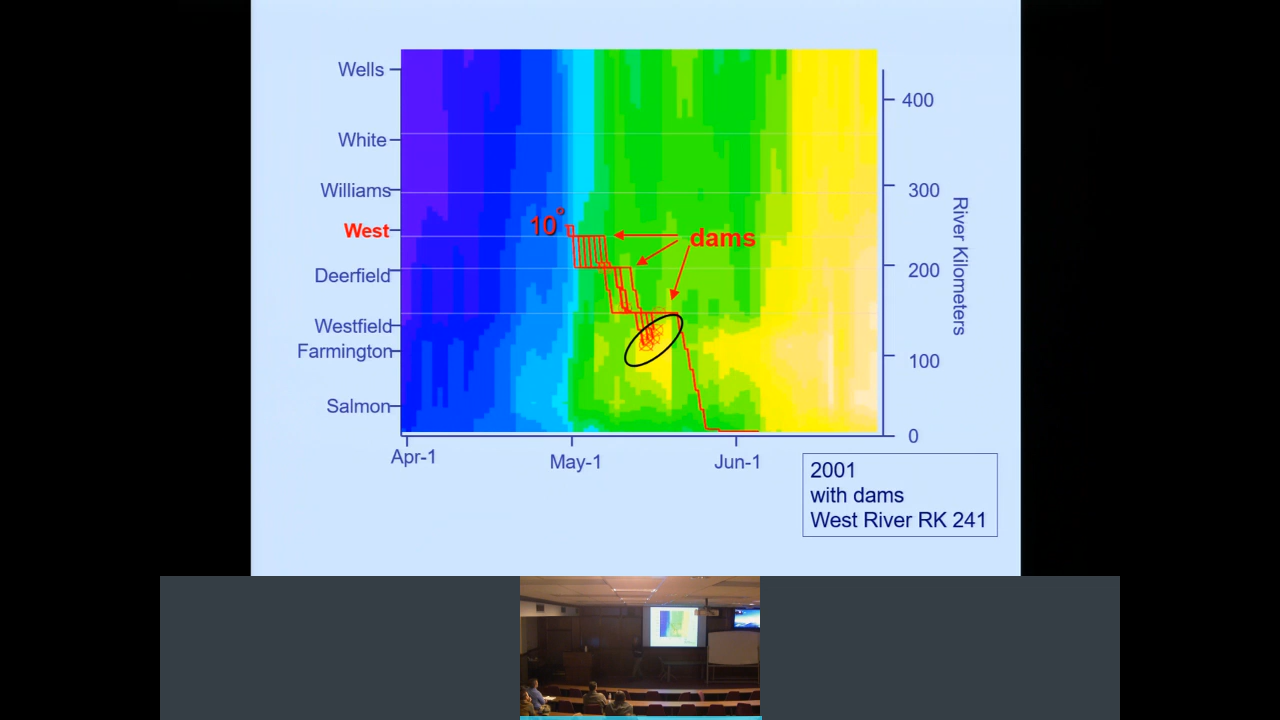 Wells
White
Williams
West
Deerfield
Westfield
Farmington
Salmon
10°
dams
400
300
200
100
0
River Kilometers
Apr-1
May-1
Jun-1
2001
with dams
West River RK 241